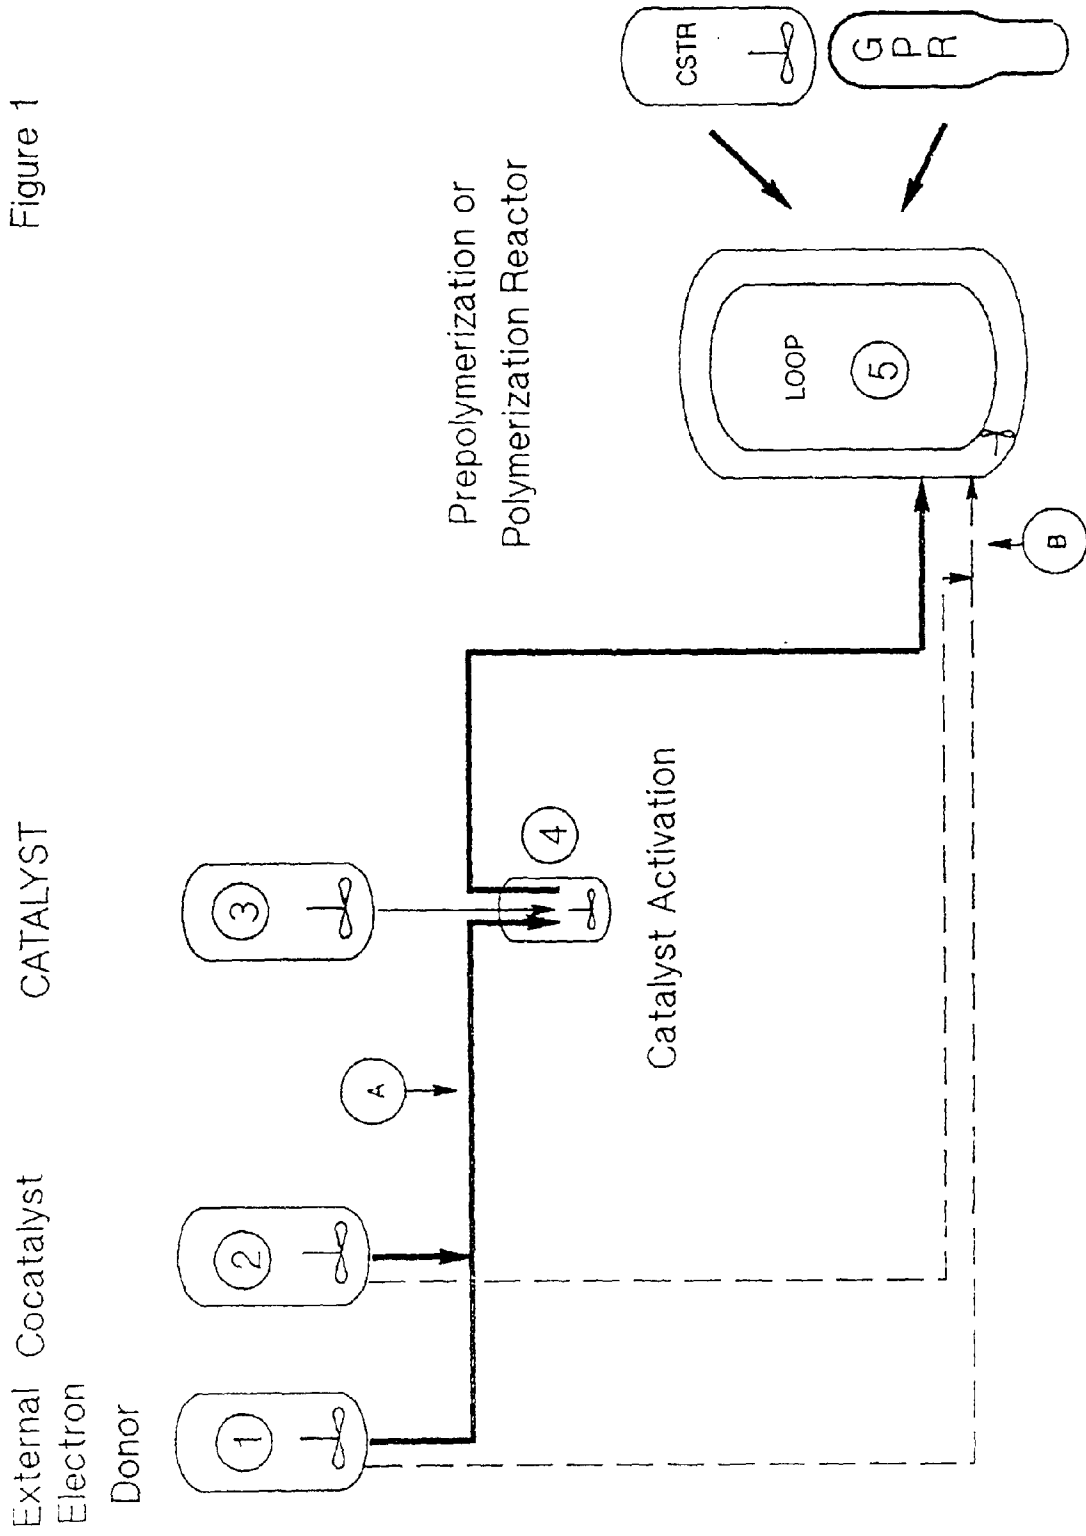 Figure 1
External
Electron
Donor
Cocatalyst
CATALYST
Prepolymerization or
Polymerization Reactor
1
2
3
A
4
Catalyst Activation
LOOP
5
B
CSTR
GPR